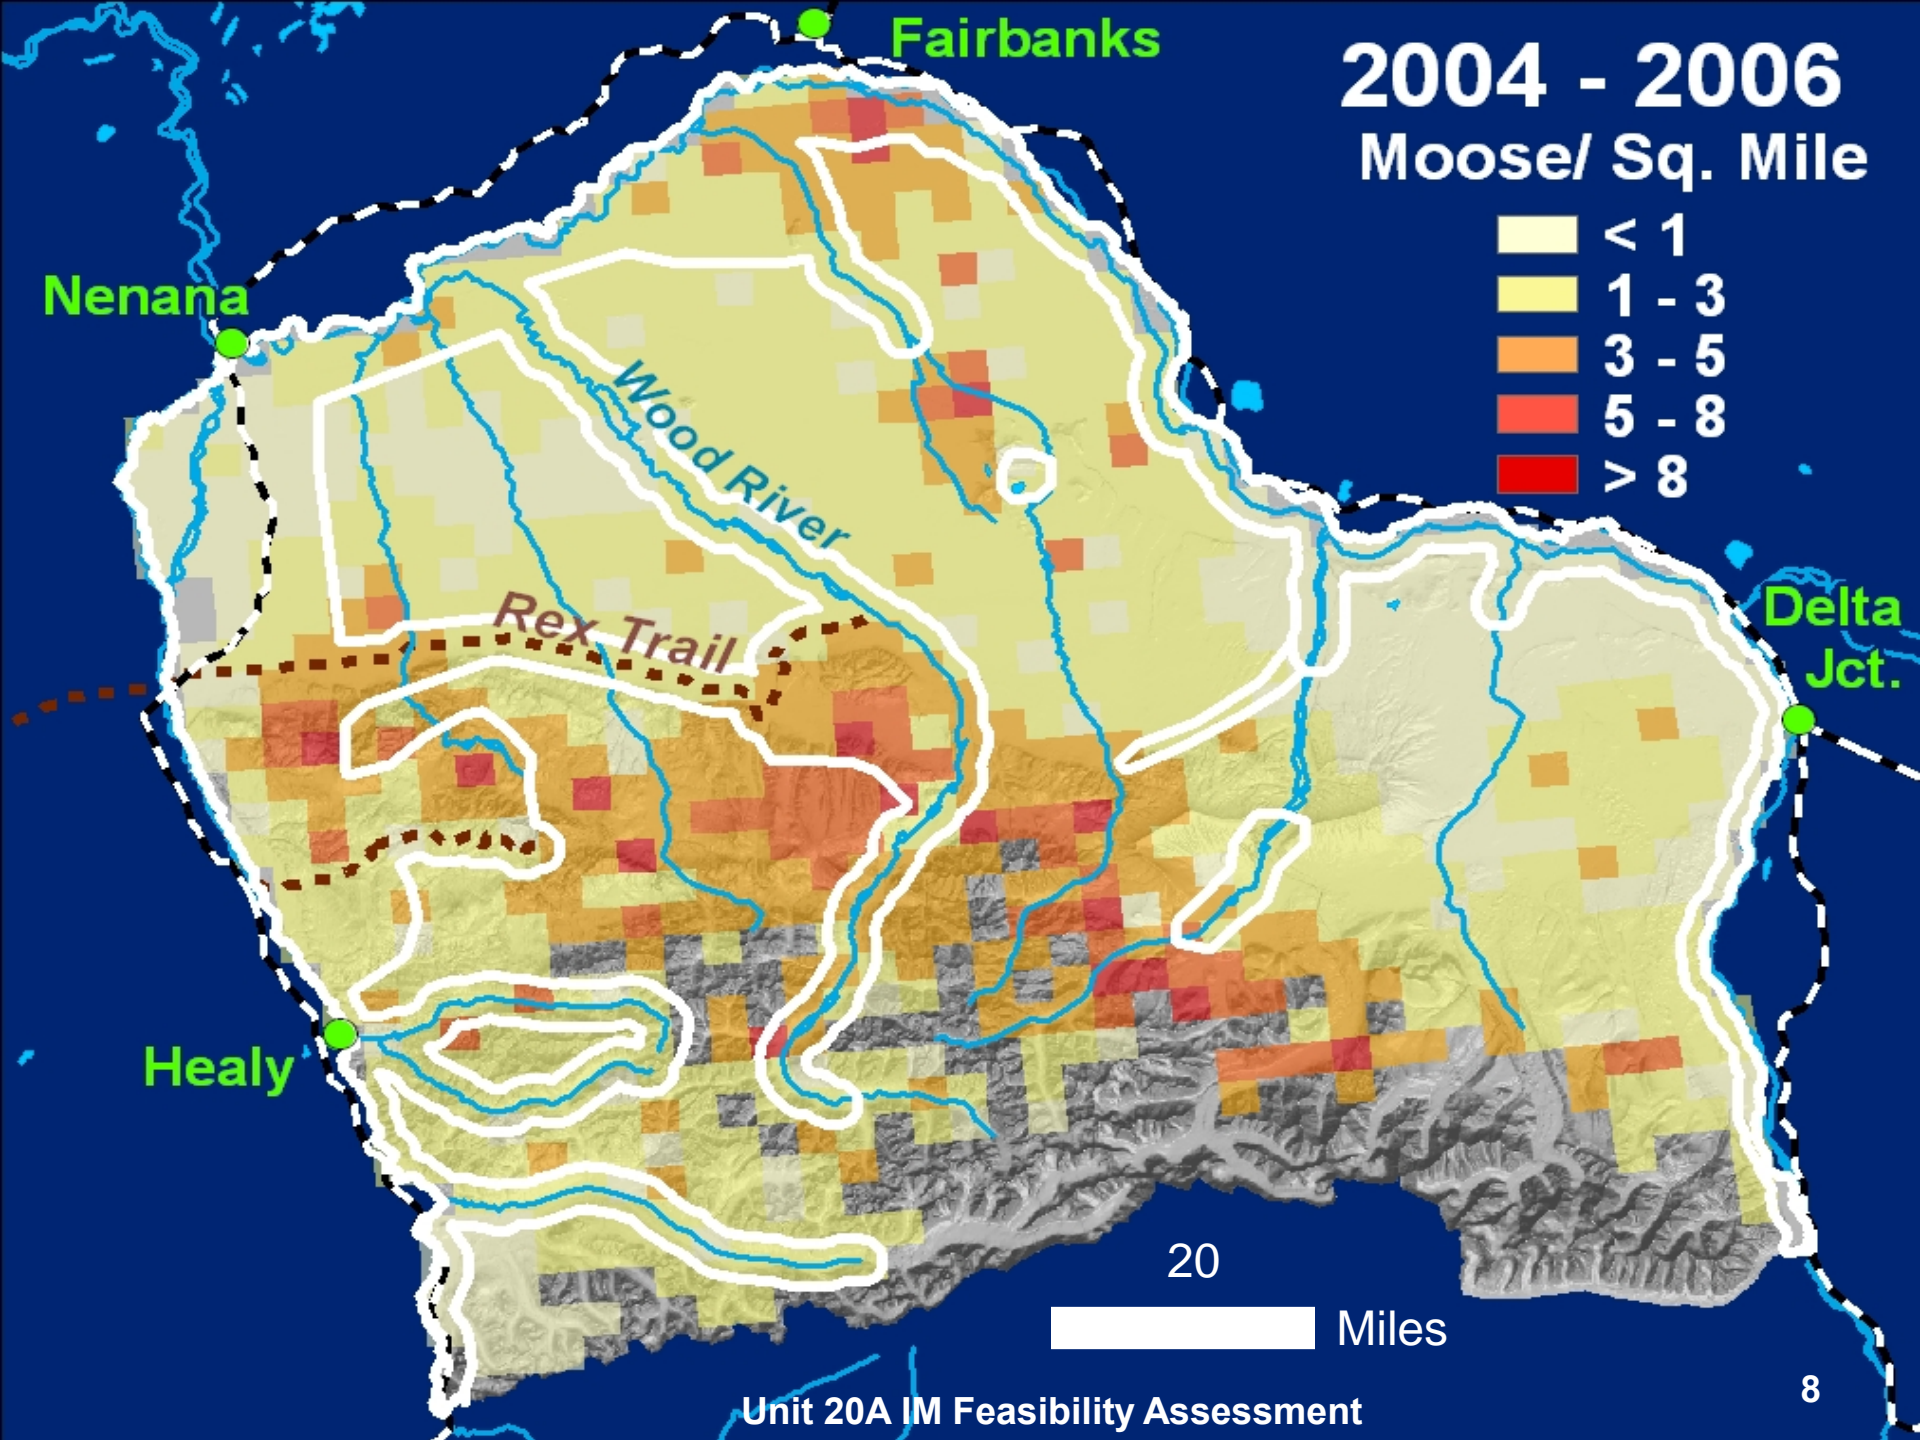 Fairbanks
2004 - 2006
Moose/ Sq. Mile
< 1
1 - 3
3 - 5
5 - 8
> 8
Nenana
Wood River
Rex Trail
Delta
Jct.
Healy
20
Miles
8
Unit 20A IM Feasibility Assessment